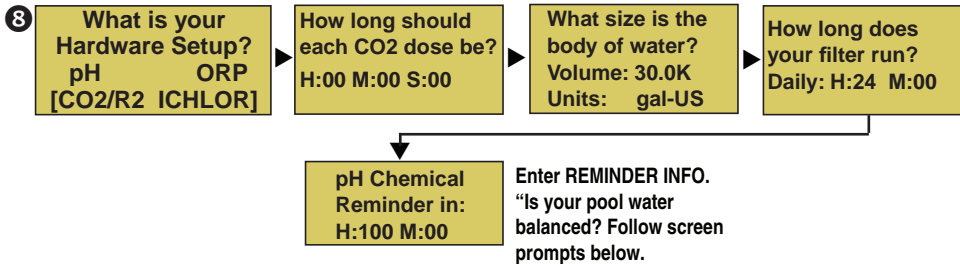 ❽
What is your
Hardware Setup?
pH ORP
[CO2/R2 ICHLOR]
How long should
each CO2 dose be?
H:00 M:00 S:00
What size is the
body of water?
Volume: 30.0K
Units: gal-US
How long does
your filter run?
Daily: H:24 M:00
pH Chemical
Reminder in:
H:100 M:00
Enter REMINDER INFO.
“Is your pool water
balanced? Follow screen
prompts below.